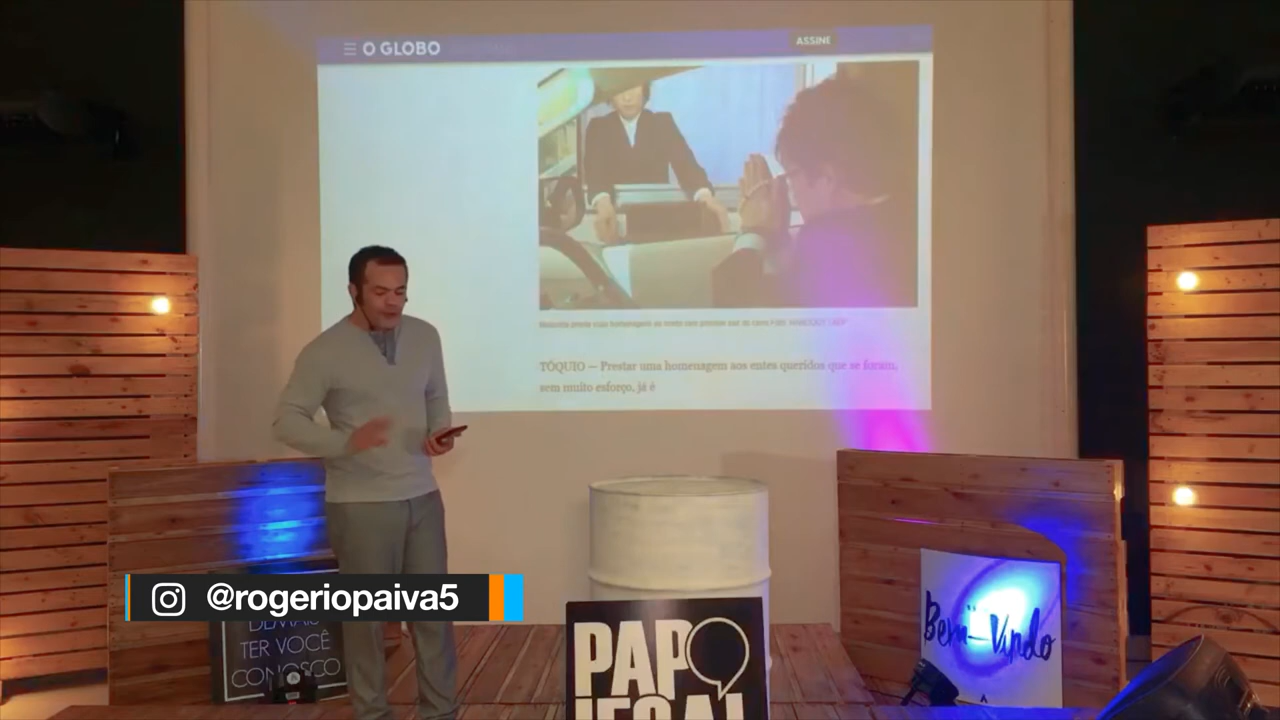 O GLOBO
ASSINE
TÓQUIO — Prestar uma homenagem aos entes queridos que se foram,
sem muito esforço, já é
@rogeriopaiva5
TER VOCÊ
CONOSCO
PAPO
LEGAL
Bem-Vindo